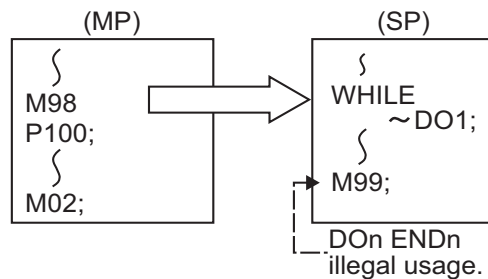 (MP)
M98
P100;
M02;
(SP)
WHILE
～DO1;
M99;
DOn ENDn
illegal usage.